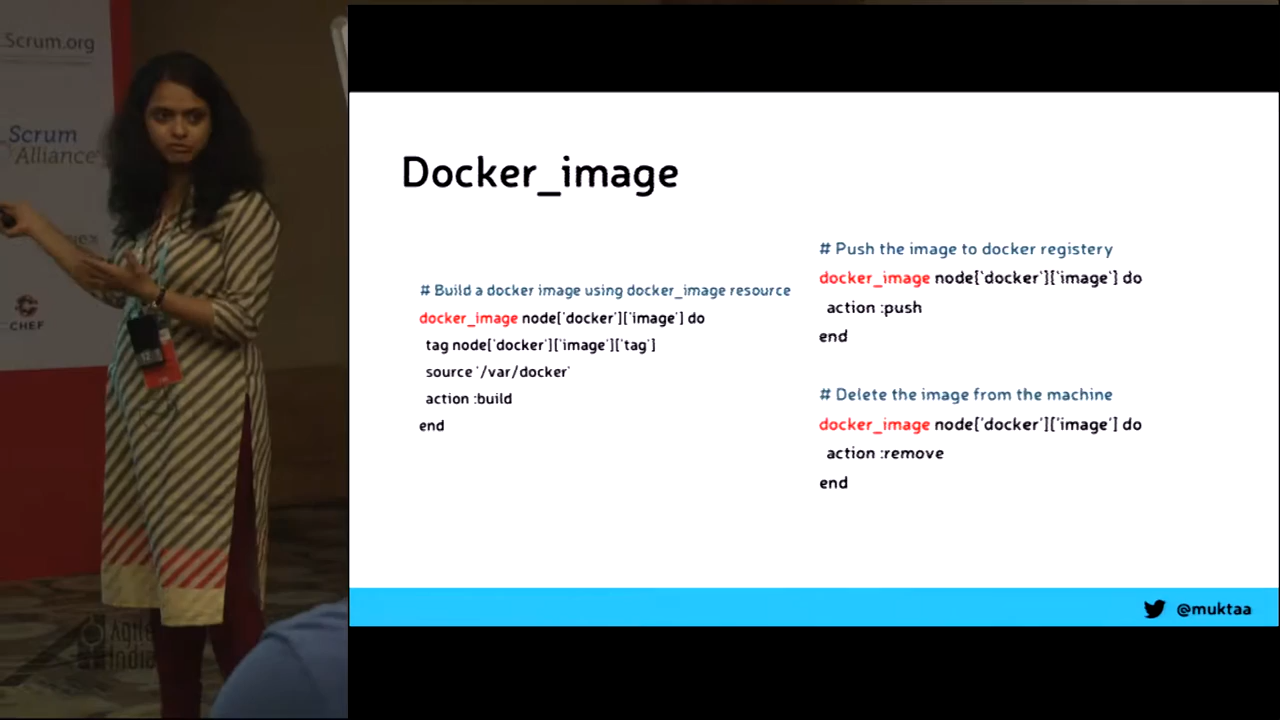 Scrum.org
Scrum
Alliance
CHEF
Agile
India
Docker_image
# Build a docker image using docker_image resource
docker_image node['docker']['image'] do
tag node['docker']['image']['tag']
source '/var/docker'
action :build
end
# Push the image to docker registery
docker_image node['docker']['image'] do
action :push
end
# Delete the image from the machine
docker_image node['docker']['image'] do
action :remove
end
@muktaa